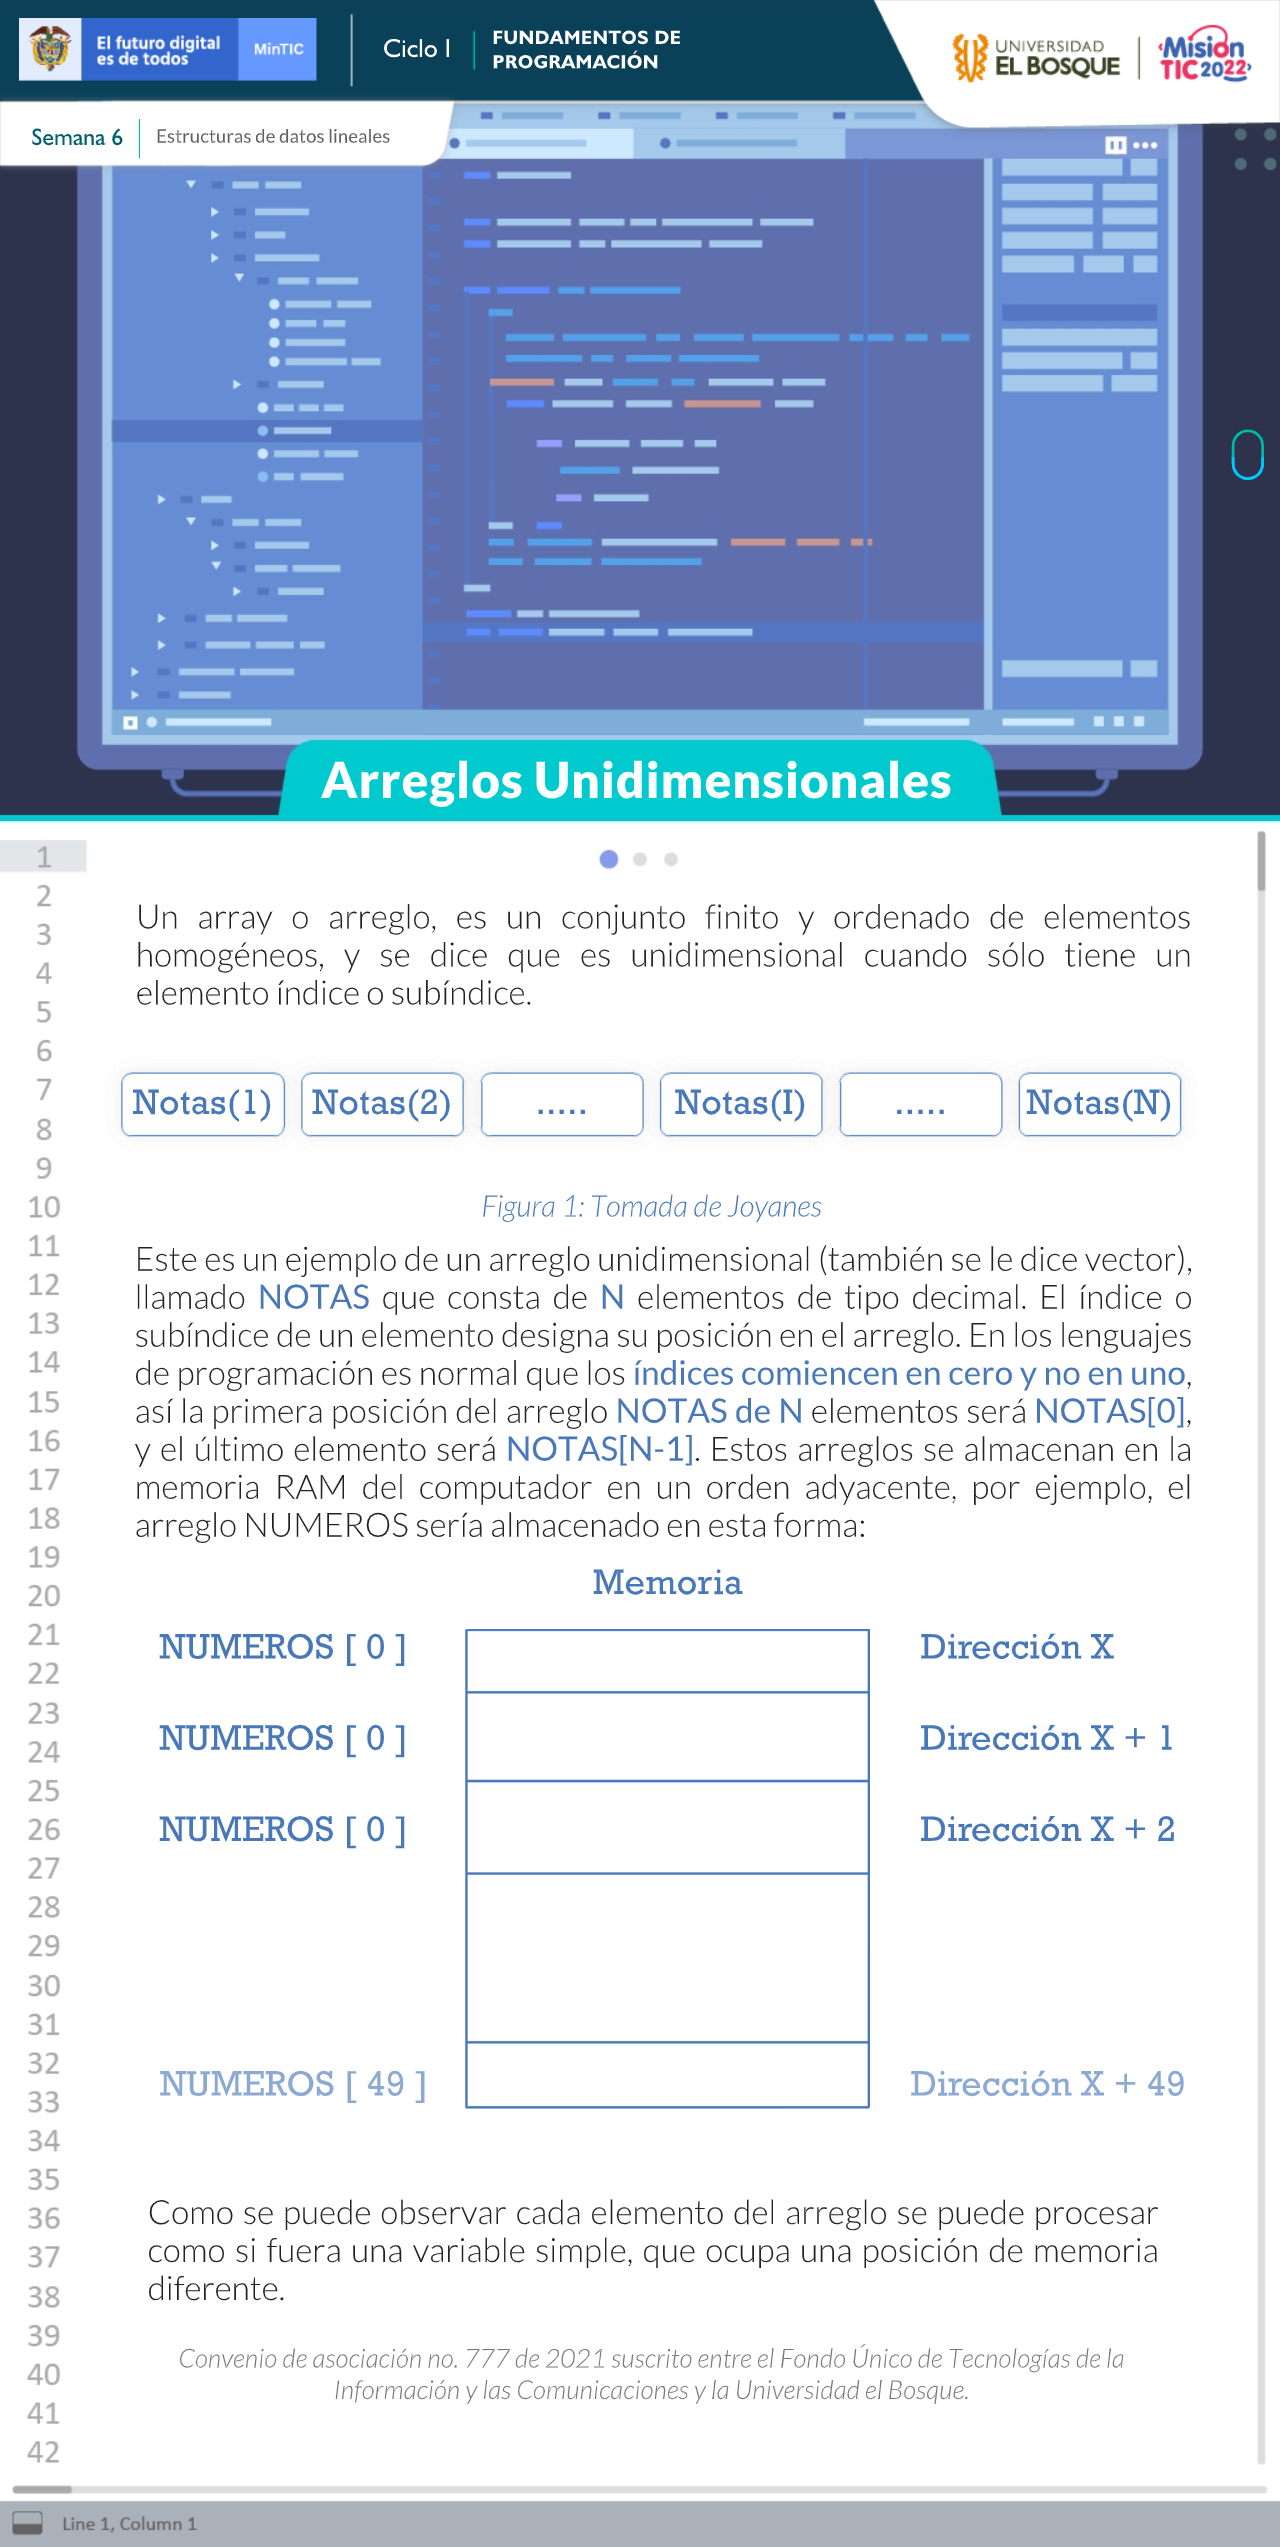 El futuro digital
es de todos
MinTIC
Ciclo I
FUNDAMENTOS DE
PROGRAMACIÓN
UNIVERSIDAD
EL BOSQUE
Misión
TIC 2022
Semana 6
Estructuras de datos lineales
Arreglos Unidimensionales
1
2
3
4
5
6
7
8
9
10
11
12
13
14
15
16
17
18
19
20
21
22
23
24
25
26
27
28
29
30
31
32
33
34
35
36
37
38
39
40
41
42
Un array o arreglo, es un conjunto finito y ordenado de elementos
homogéneos, y se dice que es unidimensional cuando sólo tiene un
elemento índice o subíndice.
Notas(1) Notas(2) ..... Notas(I) ..... Notas(N)
Figura 1: Tomada de Joyanes
Este es un ejemplo de un arreglo unidimensional (también se le dice vector),
llamado NOTAS que consta de N elementos de tipo decimal. El índice o
subíndice de un elemento designa su posición en el arreglo. En los lenguajes
de programación es normal que los índices comiencen en cero y no en uno,
así la primera posición del arreglo NOTAS de N elementos será NOTAS[0],
y el último elemento será NOTAS[N-1]. Estos arreglos se almacenan en la
memoria RAM del computador en un orden adyacente, por ejemplo, el
arreglo NUMEROS sería almacenado en esta forma:
Memoria
NUMEROS [ 0 ] Dirección X
NUMEROS [ 0 ] Dirección X + 1
NUMEROS [ 0 ] Dirección X + 2
NUMEROS [ 49 ] Dirección X + 49
Como se puede observar cada elemento del arreglo se puede procesar
como si fuera una variable simple, que ocupa una posición de memoria
diferente.
Convenio de asociación no. 777 de 2021 suscrito entre el Fondo Único de Tecnologías de la
Información y las Comunicaciones y la Universidad el Bosque.
Line 1, Column 1